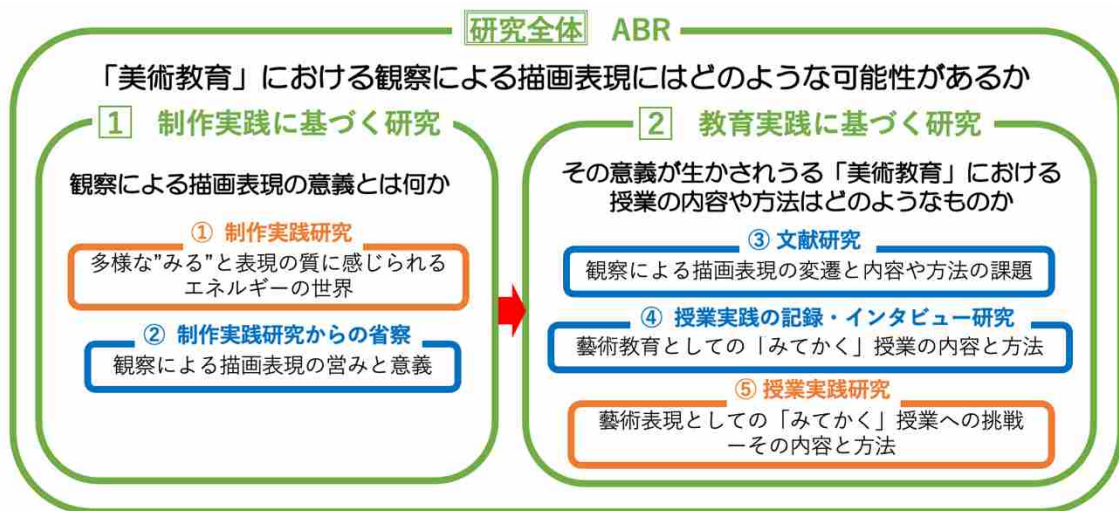 研究全体 ABR
「美術教育」における観察による描画表現にはどのような可能性があるか
1 制作実践に基づく研究
観察による描画表現の意義とは何か
① 制作実践研究
多様な”みる”と表現の質に感じられる
エネルギーの世界
② 制作実践研究からの省察
観察による描画表現の営みと意義
2 教育実践に基づく研究
その意義が生かされうる「美術教育」における
授業の内容や方法はどのようなものか
③ 文献研究
観察による描画表現の変遷と内容や方法の課題
④ 授業実践の記録・インタビュー研究
藝術教育としての「みてかく」授業の内容と方法
⑤ 授業実践研究
藝術表現としての「みてかく」授業への挑戦
ーその内容と方法